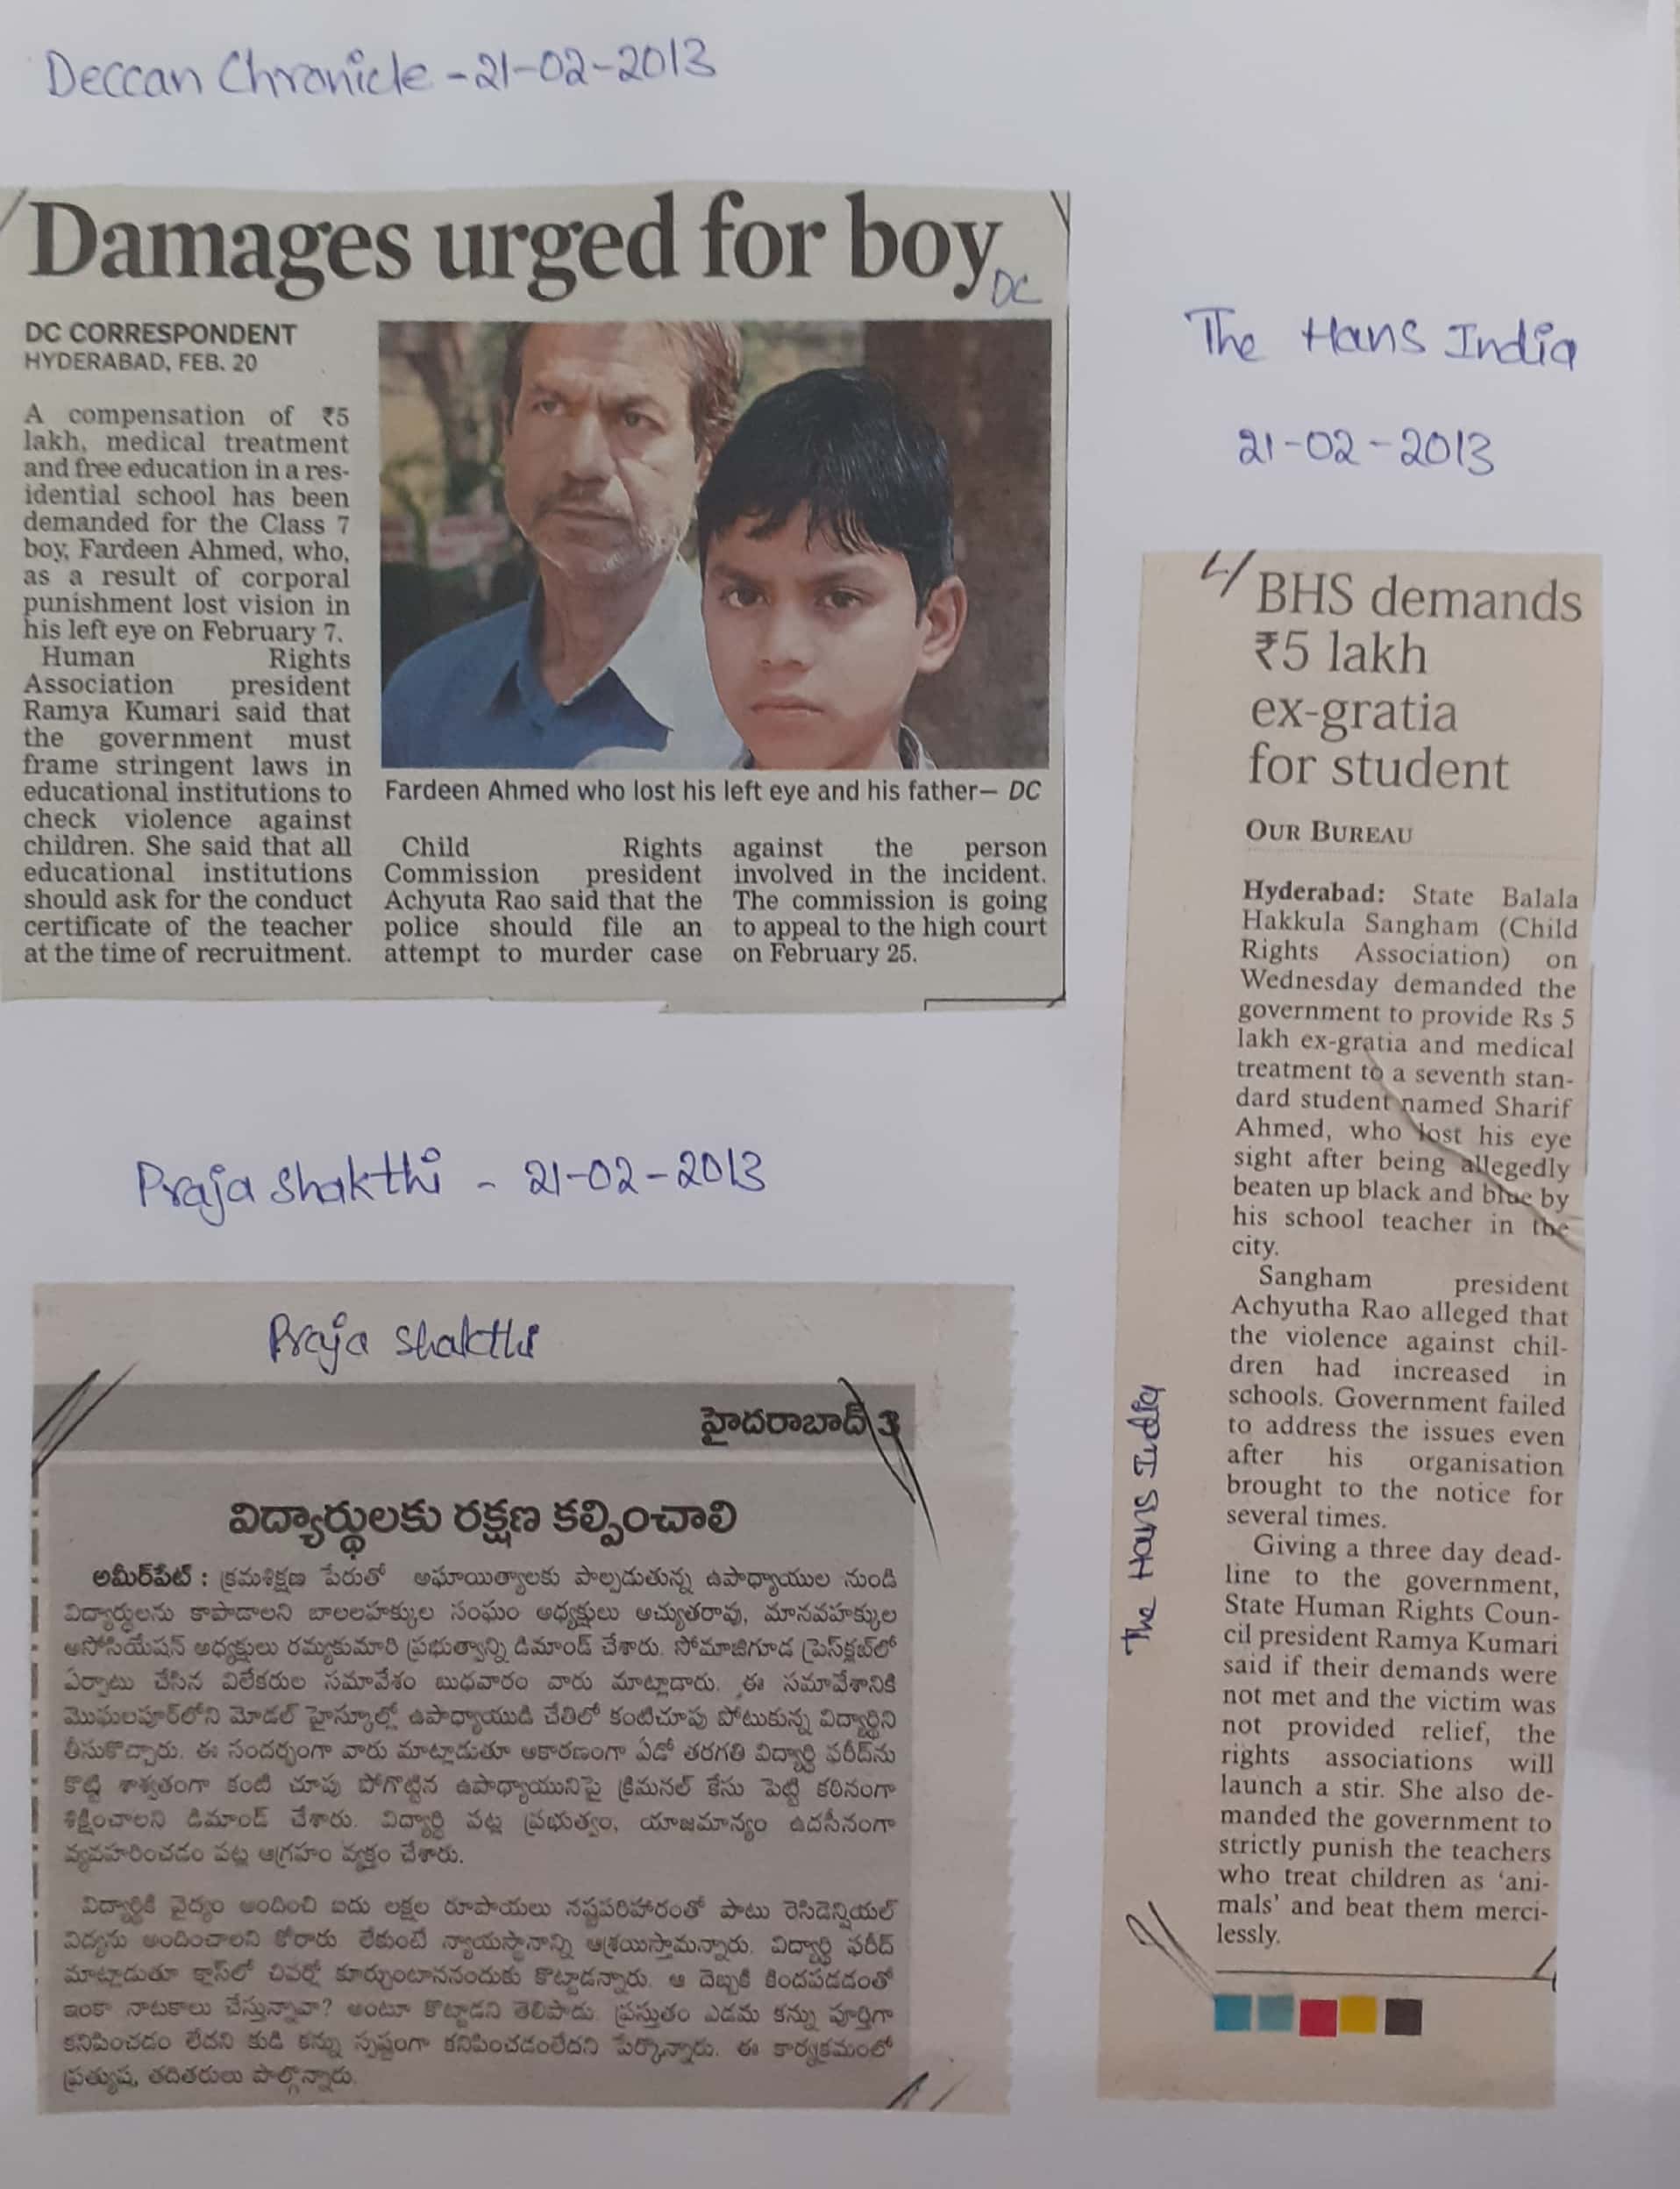 Deccan Chronicle - 21-02-2013
Damages urged for boy
DC
DC CORRESPONDENT
HYDERABAD, FEB. 20
A compensation of ₹5
lakh, medical treatment
and free education in a res-
idential school has been
demanded for the Class 7
boy, Fardeen Ahmed, who,
as a result of corporal
punishment lost vision in
his left eye on February 7.
Human Rights
Association president
Ramya Kumari said that
the government must
frame stringent laws in
educational institutions to
check violence against
children. She said that all
educational institutions
should ask for the conduct
certificate of the teacher
at the time of recruitment.
Fardeen Ahmed who lost his left eye and his father— DC
Child Rights
Commission president
Achyuta Rao said that the
police should file an
attempt to murder case
against the person
involved in the incident.
The commission is going
to appeal to the high court
on February 25.
The Hans India
21-02-2013
BHS demands
₹5 lakh
ex-gratia
for student
OUR BUREAU
Hyderabad: State Balala
Hakkula Sangham (Child
Rights Association) on
Wednesday demanded the
government to provide Rs 5
lakh ex-gratia and medical
treatment to a seventh stan-
dard student named Sharif
Ahmed, who lost his eye
sight after being allegedly
beaten up black and blue by
his school teacher in the
city.
Sangham president
Achyutha Rao alleged that
the violence against chil-
dren had increased in
schools. Government failed
to address the issues even
after his organisation
brought to the notice for
several times.
Giving a three day dead-
line to the government,
State Human Rights Coun-
cil president Ramya Kumari
said if their demands were
not met and the victim was
not provided relief, the
rights associations will
launch a stir. She also de-
manded the government to
strictly punish the teachers
who treat children as 'ani-
mals' and beat them merci-
lessly.
The Hans India
Praja Shakthi - 21-02-2013
Praja Shakthi
హైదరాబాద్ 3
విద్యార్థులకు రక్షణ కల్పించాలి
అమీర్‌పేట్ : క్రమశిక్షణ పేరుతో అఘాయిత్యాలకు పాల్పడుతున్న ఉపాధ్యాయుల నుండి
విద్యార్థులను కాపాడాలని బాలలహక్కుల సంఘం అధ్యక్షులు అచ్యుతరావు, మానవహక్కుల
అసోసియేషన్ అధ్యక్షులు రమ్యకుమారి ప్రభుత్వాన్ని డిమాండ్ చేశారు. సోమాజిగూడ ప్రెస్‌క్లబ్‌లో
ఏర్పాటు చేసిన విలేకరుల సమావేశం బుధవారం వారు మాట్లాడారు. ఈ సమావేశానికి
మొఘలపూర్‌లోని మోడల్ హైస్కూల్లో ఉపాధ్యాయుడి చేతిలో కంటిచూపు పోటుకున్న విద్యార్థిని
తీసుకొచ్చారు. ఈ సందర్భంగా వారు మాట్లాడుతూ అకారణంగా ఏడో తరగతి విద్యార్థి ఫరీద్‌ను
కొట్టి శాశ్వతంగా కంటి చూపు పోగొట్టిన ఉపాధ్యాయునిపై క్రిమనల్ కేసు పెట్టి కఠినంగా
శిక్షించాలని డిమాండ్ చేశారు. విద్యార్థి పట్ల ప్రభుత్వం, యాజమాన్యం ఉదసీనంగా
వ్యవహరించడం పట్ల ఆగ్రహం వ్యక్తం చేశారు.
విద్యార్థికి వైద్యం అందించి ఐదు లక్షల రూపాయలు నష్టపరిహారంతో పాటు రెసిడెన్షియల్
విద్యను అందించాలని కోరారు లేకుంటే న్యాయస్థానాన్ని ఆశ్రయిస్తామన్నారు. విద్యార్థి ఫరీద్
మాట్లాడుతూ క్లాస్‌లో చివర్లో కూర్చుంటాననందుకు కొట్టాడన్నారు. ఆ దెబ్బకి కిందపడడంతో
ఇంకా నాటకాలు చేస్తున్నావా? అంటూ కొట్టాడని తెలిపాడు. ప్రస్తుతం ఎడమ కన్ను పూర్తిగా
కనిపించడం లేదని కుడి కన్ను స్పష్టంగా కనిపించడంలేదని పేర్కొన్నారు. ఈ కార్యక్రమంలో
ప్రత్యుష, తదితరులు పాల్గొన్నారు.